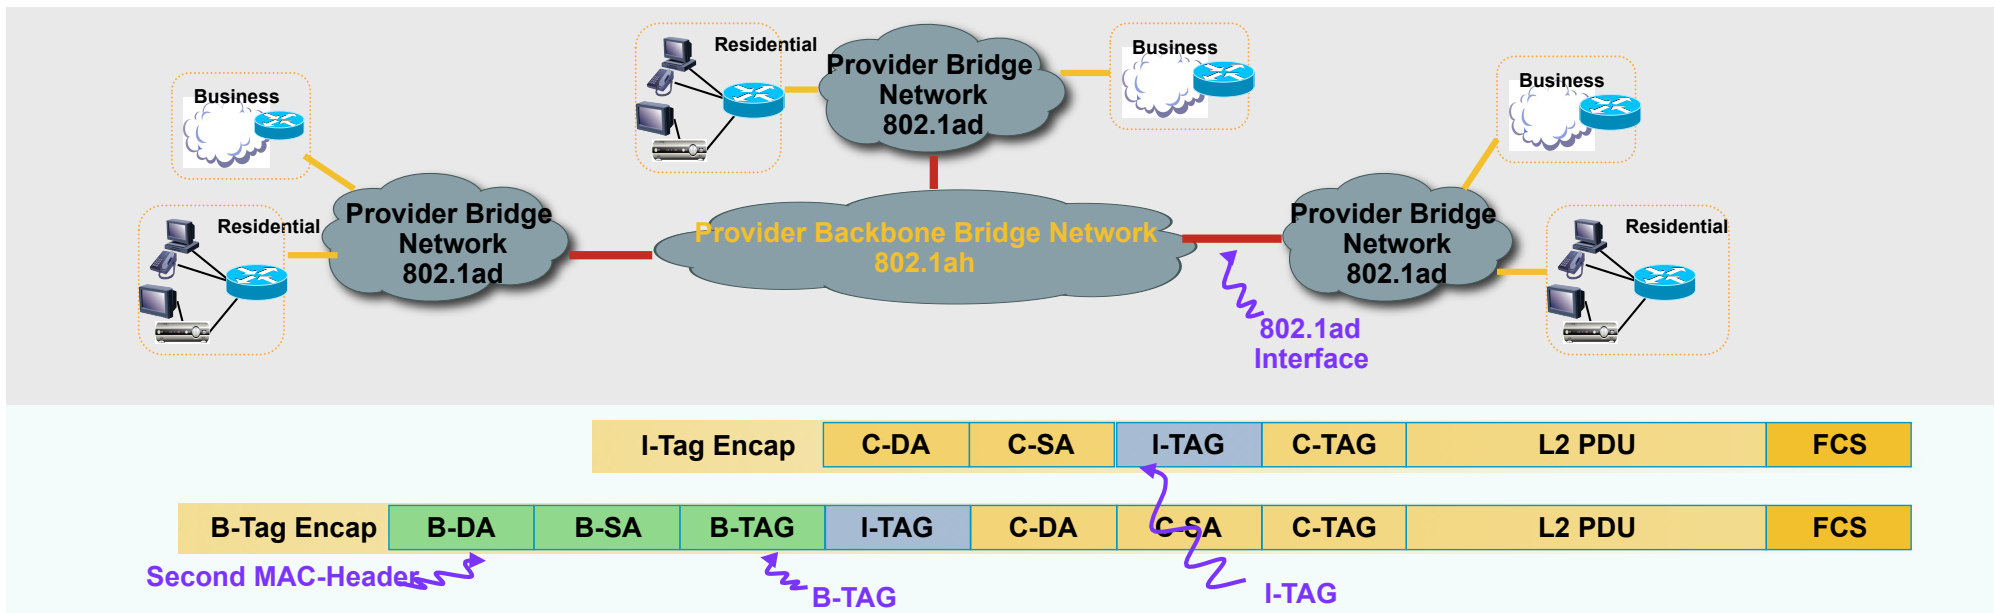 Residential
Provider Bridge
Network
802.1ad
Business
Business
Business
Residential
Provider Bridge
Network
802.1ad
Provider Backbone Bridge Network
802.1ah
Provider Bridge
Network
802.1ad
Residential
802.1ad
Interface
I-Tag Encap C-DA C-SA I-TAG C-TAG L2 PDU FCS
B-Tag Encap B-DA B-SA B-TAG I-TAG C-DA C-SA C-TAG L2 PDU FCS
Second MAC-Header
B-TAG
I-TAG